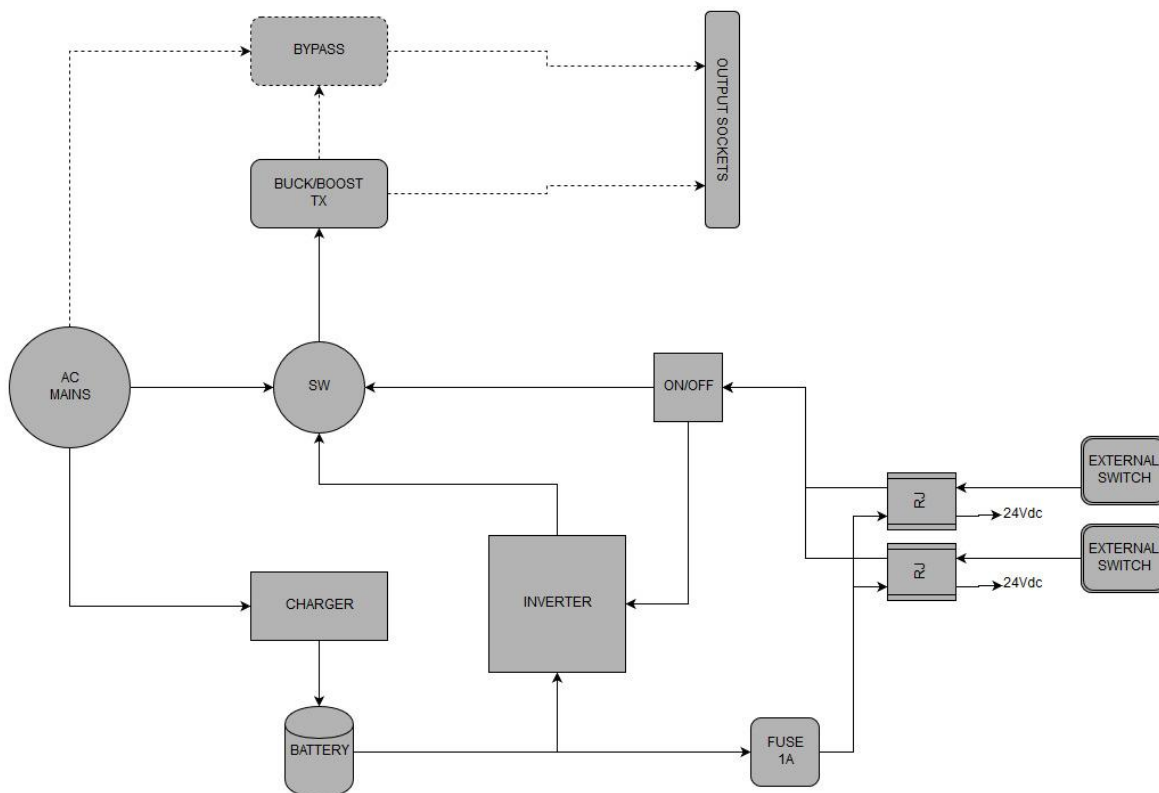 BYPASS
OUTPUT SOCKETS
BUCK/BOOST
TX
AC
MAINS
SW
ON/OFF
EXTERNAL
SWITCH
RJ
24Vdc
EXTERNAL
SWITCH
RJ
24Vdc
CHARGER
INVERTER
BATTERY
FUSE
1A